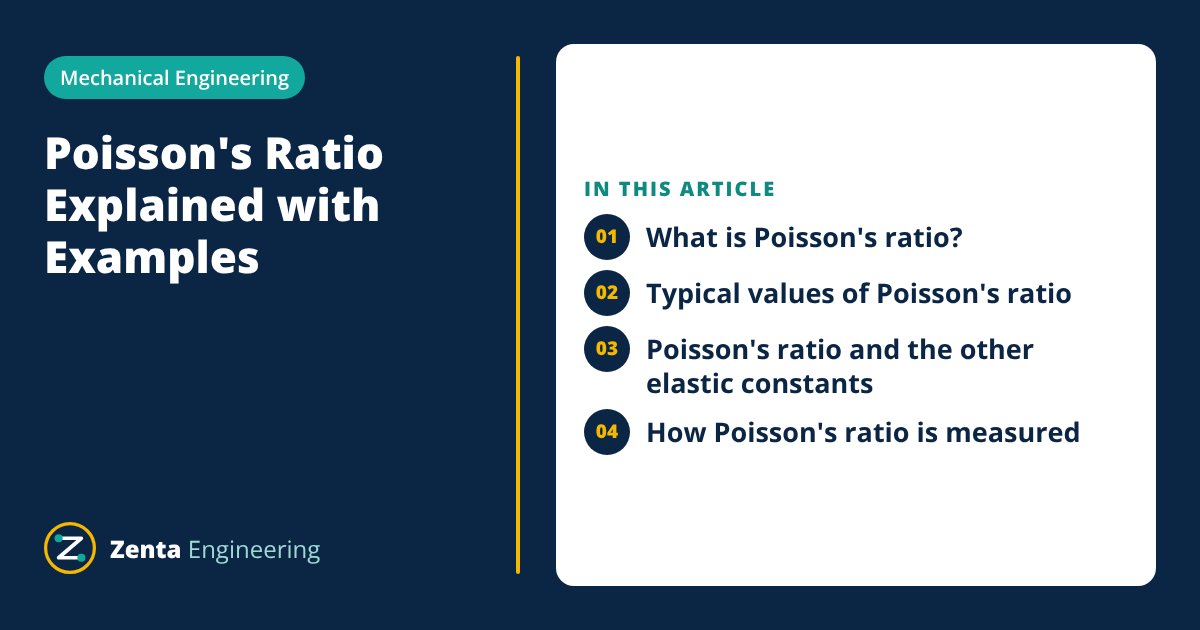 Mechanical Engineering
Poisson's Ratio
Explained with
Examples
Zenta Engineering
IN THIS ARTICLE
01 What is Poisson's ratio?
02 Typical values of Poisson's ratio
03 Poisson's ratio and the other
elastic constants
04 How Poisson's ratio is measured